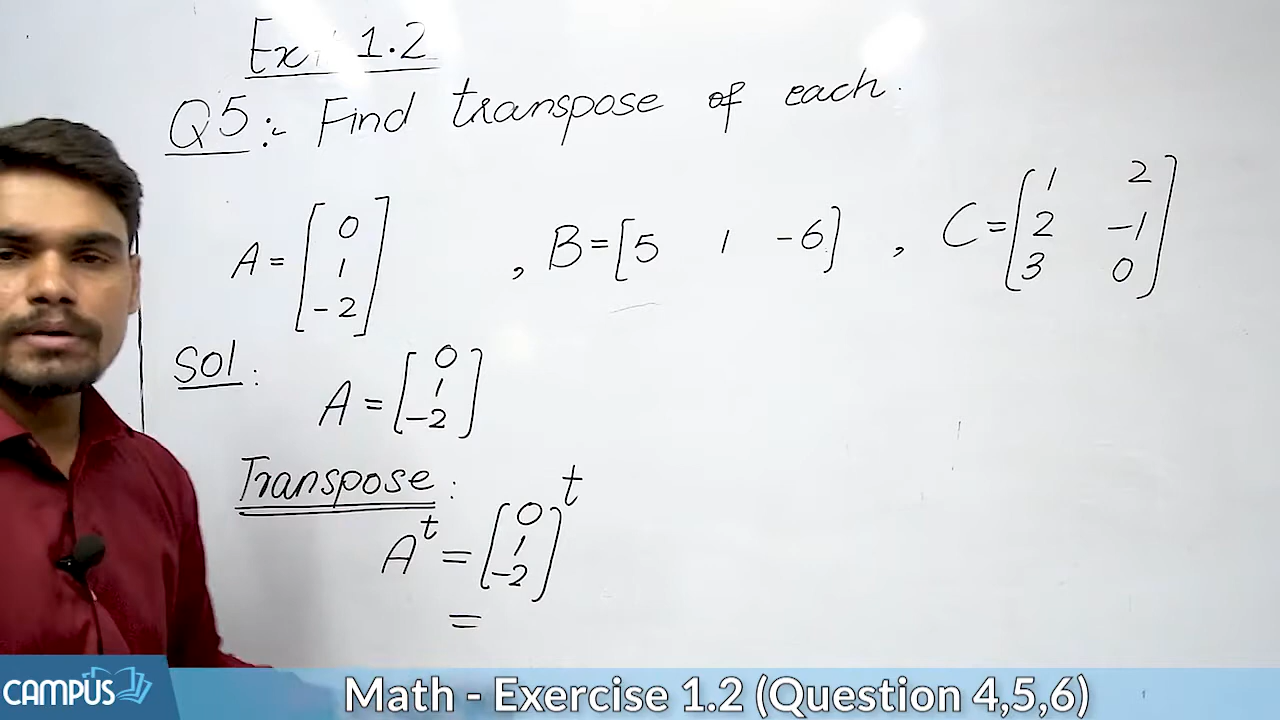 Ex: 1.2
Q5:- Find transpose of each.
A = [0 1 -2], B = [5 1 -6], C = [1 2 2 -1 3 0]
Sol:
A = [0 1 -2]
Transpose:
Aᵗ = [0 1 -2]ᵗ
=
CAMPUS
Math - Exercise 1.2 (Question 4,5,6)